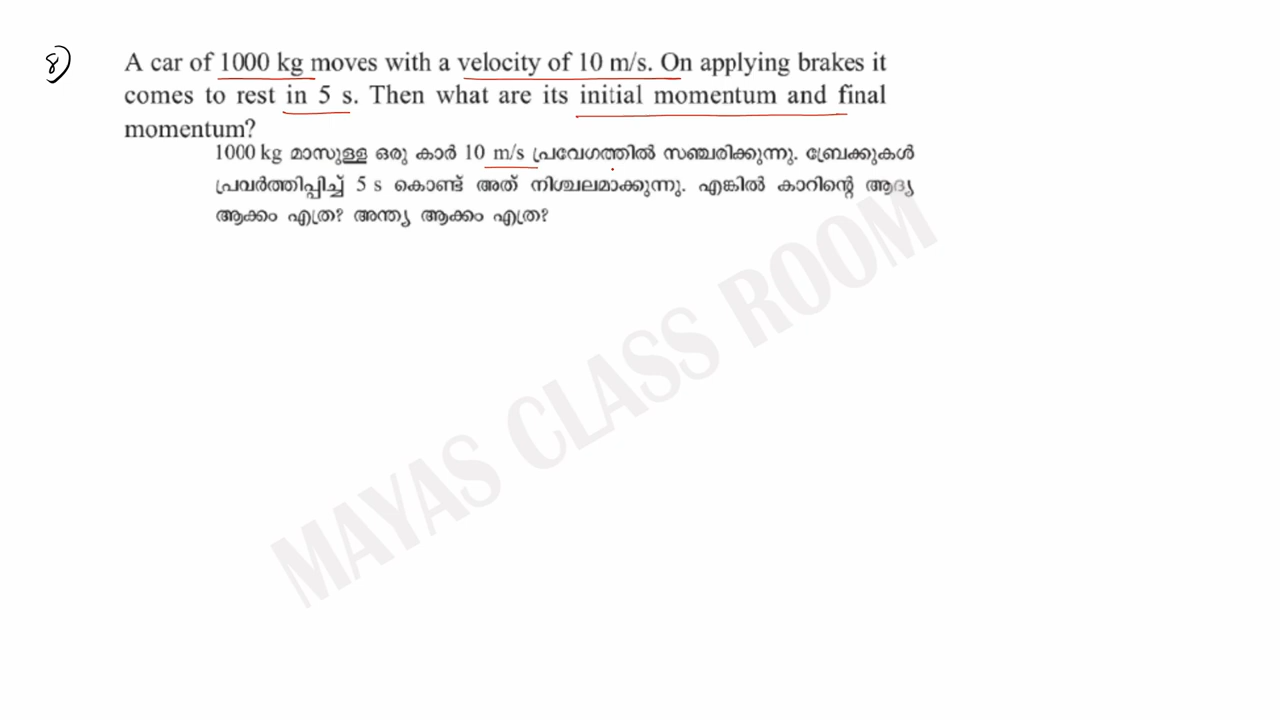 8)
A car of 1000 kg moves with a velocity of 10 m/s. On applying brakes it
comes to rest in 5 s. Then what are its initial momentum and final
momentum?
1000 kg മാസുള്ള ഒരു കാർ 10 m/s പ്രവേഗത്തിൽ സഞ്ചരിക്കുന്നു. ബ്രേക്കുകൾ
പ്രവർത്തിപ്പിച്ച് 5 s കൊണ്ട് അത് നിശ്ചലമാക്കുന്നു. എങ്കിൽ കാറിന്റെ ആദ്യ
ആക്കം എത്ര? അന്ത്യ ആക്കം എത്ര?
MAYAS CLASS ROOM